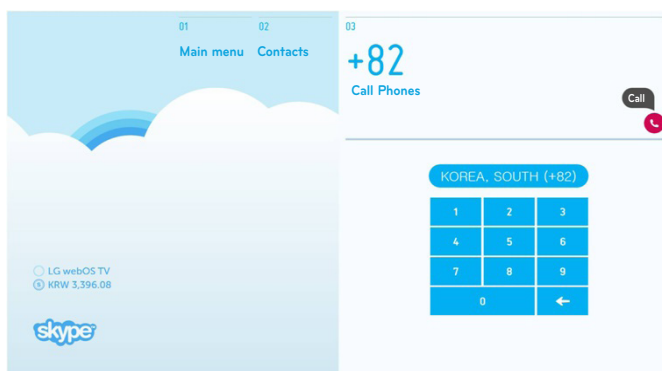 01
02
03
Main menu
Contacts
+82
Call Phones
Call
KOREA, SOUTH (+82)
1 2 3
4 5 6
7 8 9
0
LG webOS TV
KRW 3,396.08
skype